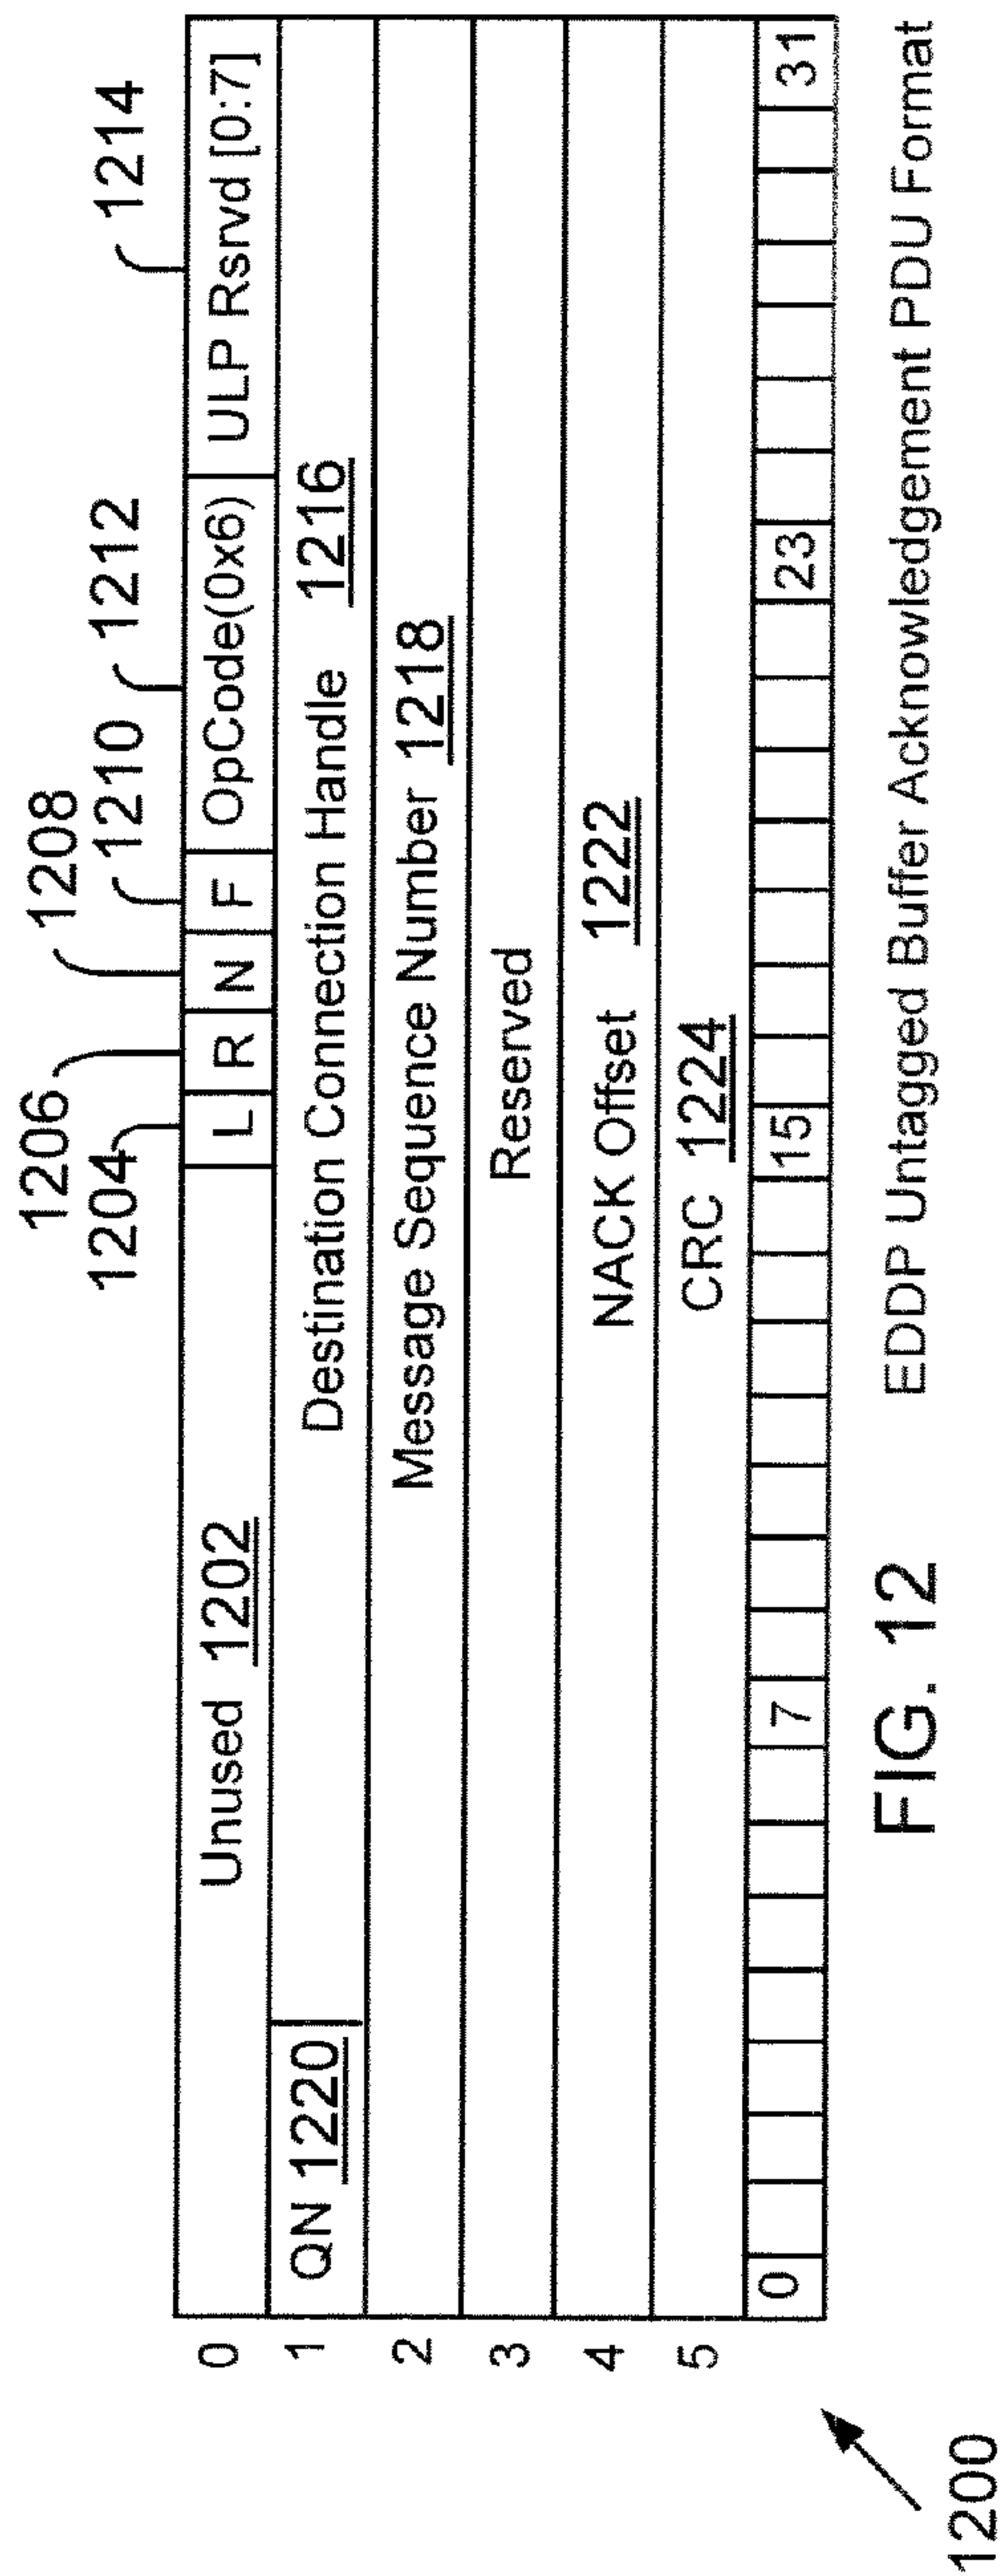 1206 1208
1204 1210 1212 1214
0 Unused 1202 L R N F OpCode(0x6) ULP Rsrvd [0:7]
1 QN 1220 Destination Connection Handle 1216
2 Message Sequence Number 1218
3 Reserved
4 NACK Offset 1222
5 CRC 1224
0 7 15 23 31
EDDP Untagged Buffer Acknowledgement PDU Format
FIG. 12
1200